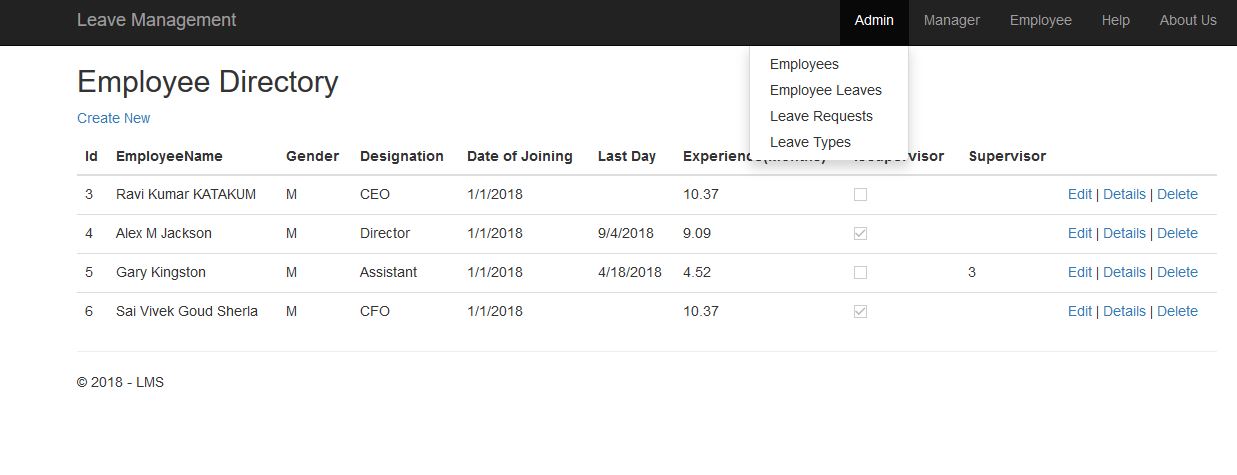 Leave Management Admin Manager Employee Help About Us
Employees
Employee Leaves
Leave Requests
Leave Types
Employee Directory
Create New
Id EmployeeName Gender Designation Date of Joining Last Day Supervisor
3 Ravi Kumar KATAKUM M CEO 1/1/2018 10.37 Edit | Details | Delete
4 Alex M Jackson M Director 1/1/2018 9/4/2018 9.09 Edit | Details | Delete
5 Gary Kingston M Assistant 1/1/2018 4/18/2018 4.52 3 Edit | Details | Delete
6 Sai Vivek Goud Sherla M CFO 1/1/2018 10.37 Edit | Details | Delete
© 2018 - LMS